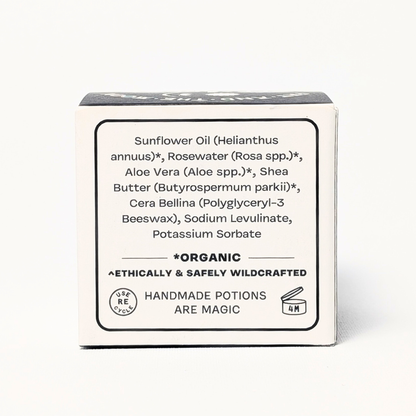 Sunflower Oil (Helianthus
annuus)*, Rosewater (Rosa spp.)*,
Aloe Vera (Aloe spp.)*, Shea
Butter (Butyrospermum parkii)*,
Cera Bellina (Polyglyceryl-3
Beeswax), Sodium Levulinate,
Potassium Sorbate
*ORGANIC
^ETHICALLY & SAFELY WILDCRAFTED
USE
RE
CYCLE
HANDMADE POTIONS
ARE MAGIC
4M